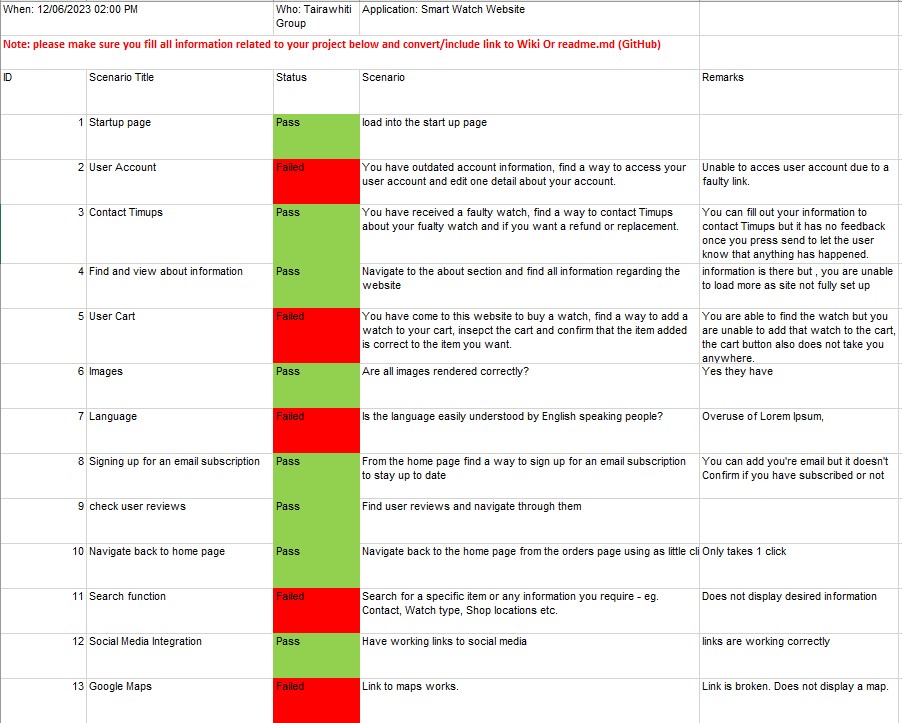 When: 12/06/2023 02:00 PM Who: Tairawhiti Application: Smart Watch Website
Group
Note: please make sure you fill all information related to your project below and convert/include link to Wiki Or readme.md (GitHub)
ID Scenario Title Status Scenario Remarks
1 Startup page Pass load into the start up page
2 User Account Failed You have outdated account information, find a way to access your Unable to acces user account due to a
user account and edit one detail about your account. faulty link.
3 Contact Timups Pass You have received a faulty watch, find a way to contact Timups You can fill out your information to
about your fualty watch and if you want a refund or replacement. contact Timups but it has no feedback
once you press send to let the user
know that anything has happened.
4 Find and view about information Pass Navigate to the about section and find all information regarding the information is there but , you are unable
website to load more as site not fully set up
5 User Cart Failed You have come to this website to buy a watch, find a way to add a You are able to find the watch but you
watch to your cart, insepct the cart and confirm that the item added are unable to add that watch to the cart,
is correct to the item you want. the cart button also does not take you
anywhere.
6 Images Pass Are all images rendered correctly? Yes they have
7 Language Failed Is the language easily understood by English speaking people? Overuse of Lorem Ipsum,
8 Signing up for an email subscription Pass From the home page find a way to sign up for an email subscription You can add you're email but it doesn't
to stay up to date Confirm if you have subscribed or not
9 check user reviews Pass Find user reviews and navigate through them
10 Navigate back to home page Pass Navigate back to the home page from the orders page using as little cli Only takes 1 click
11 Search function Failed Search for a specific item or any information you require - eg. Does not display desired information
Contact, Watch type, Shop locations etc.
12 Social Media Integration Pass Have working links to social media links are working correctly
13 Google Maps Failed Link to maps works. Link is broken. Does not display a map.